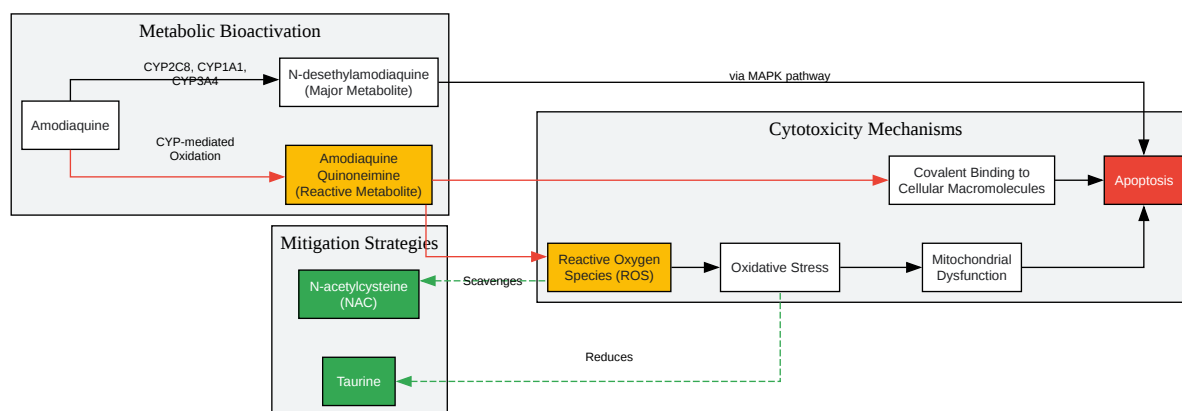 Metabolic Bioactivation
CYP2C8, CYP1A1,
CYP3A4
N-desethylamodiaquine
(Major Metabolite)
via MAPK pathway
Amodiaquine
CYP-mediated
Oxidation
Amodiaquine
Quinoneimine
(Reactive Metabolite)
Cytotoxicity Mechanisms
Covalent Binding to
Cellular Macromolecules
Apoptosis
Mitigation Strategies
Reactive Oxygen
Species (ROS)
Oxidative Stress
Mitochondrial
Dysfunction
N-acetylcysteine
(NAC)
Scavenges
Reduces
Taurine